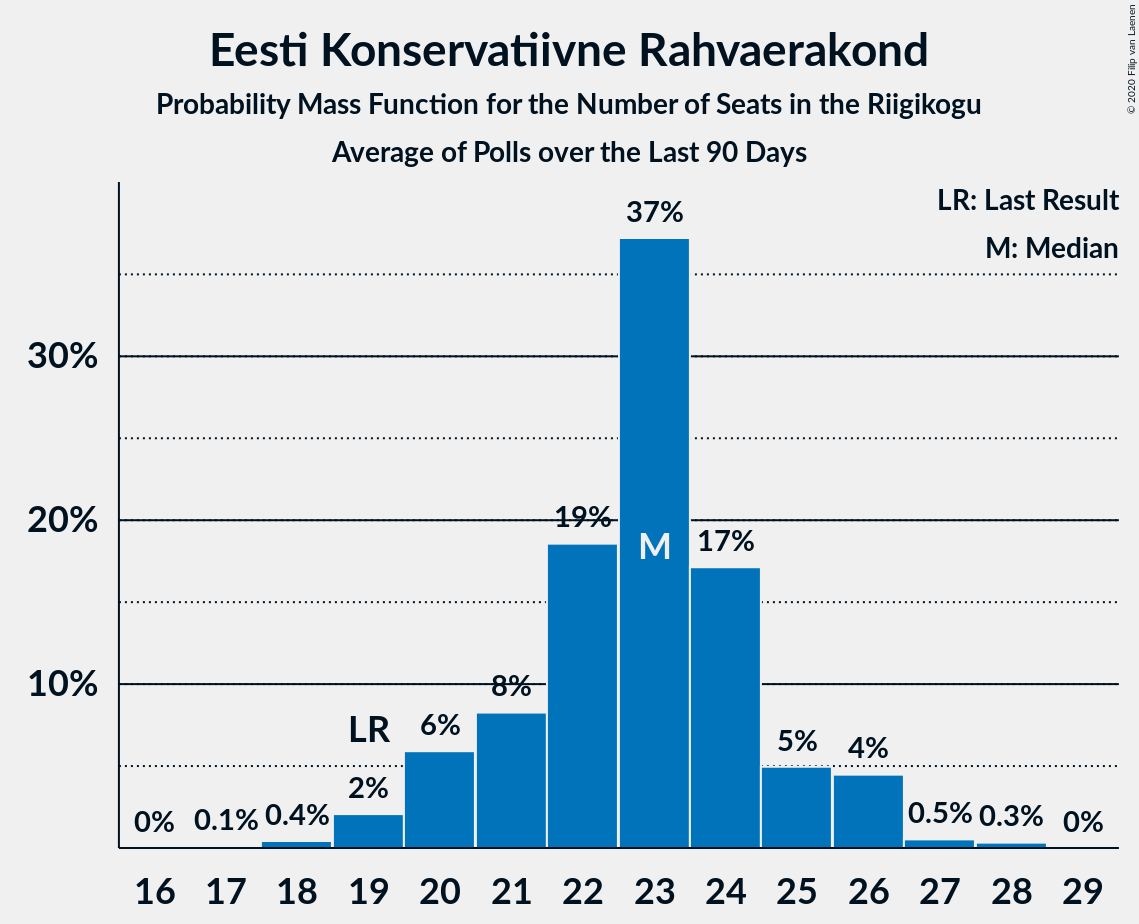 Eesti Konservatiivne Rahvaerakond
Probability Mass Function for the Number of Seats in the Riigikogu
Average of Polls over the Last 90 Days
© 2020 Filip van Laenen
LR: Last Result
M: Median
37%
30%
20%
19%
M
17%
10%
8%
LR
6%
5%
4%
2%
0%
0.1%
0.4%
0.5%
0.3%
0%
16 17 18 19 20 21 22 23 24 25 26 27 28 29